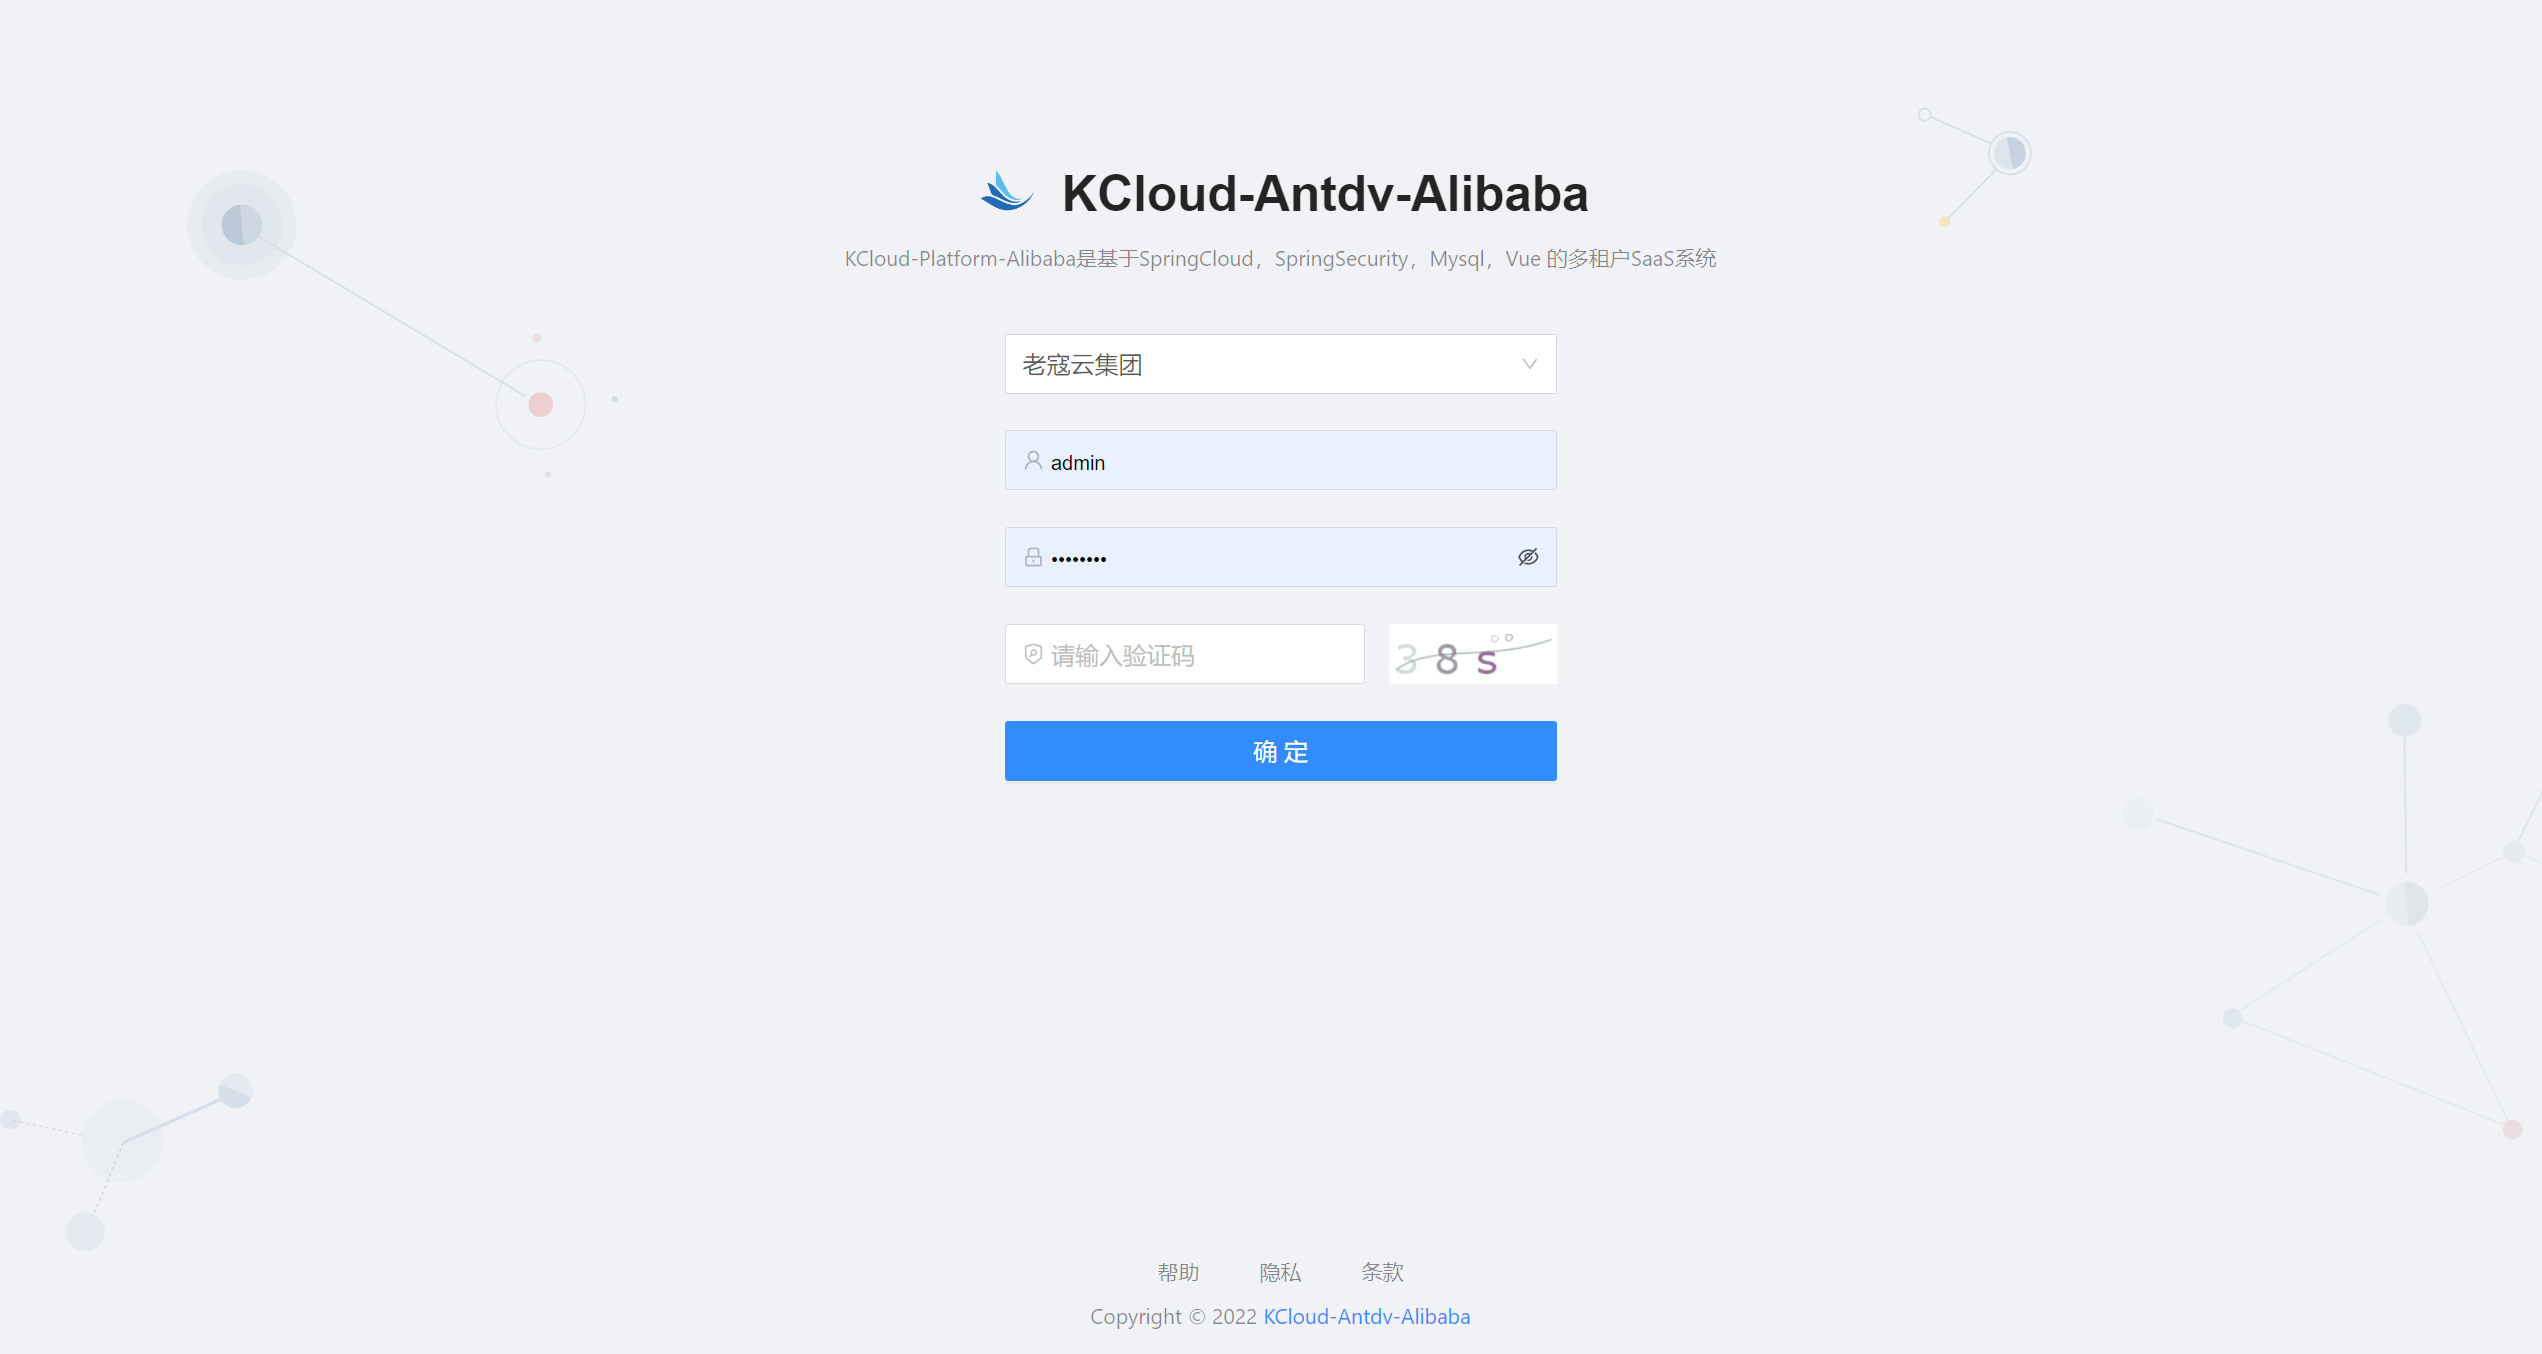 KCloud-Antdv-Alibaba
KCloud-Platform-Alibaba是基于SpringCloud，SpringSecurity，Mysql，Vue 的多租户SaaS系统
老寇云集团
admin
••••••••
请输入验证码
38s
确 定
帮助 隐私 条款
Copyright © 2022 KCloud-Antdv-Alibaba